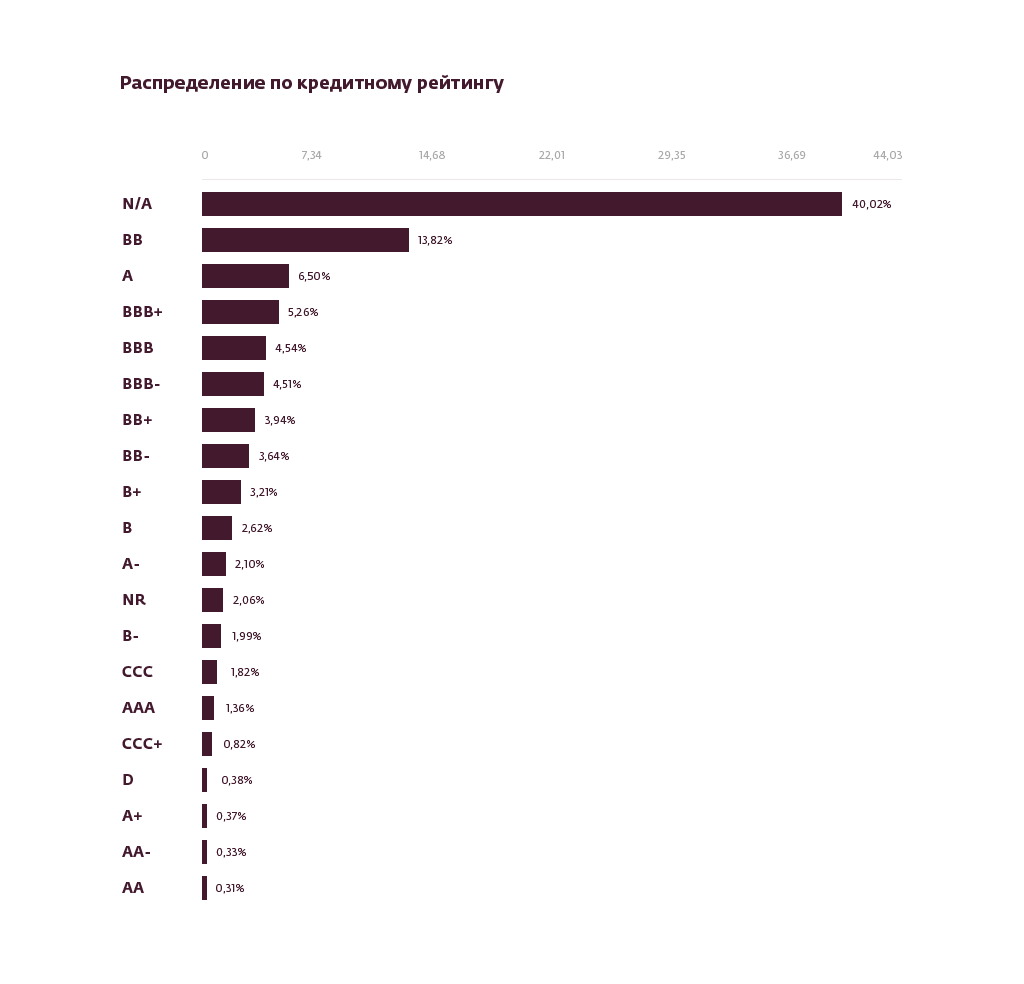 Распределение по кредитному рейтингу
0 7,34 14,68 22,01 29,35 36,69 44,03
N/A 40,02%
BB 13,82%
A 6,50%
BBB+ 5,26%
BBB 4,54%
BBB- 4,51%
BB+ 3,94%
BB- 3,64%
B+ 3,21%
B 2,62%
A- 2,10%
NR 2,06%
B- 1,99%
CCC 1,82%
AAA 1,36%
CCC+ 0,82%
D 0,38%
A+ 0,37%
AA- 0,33%
AA 0,31%